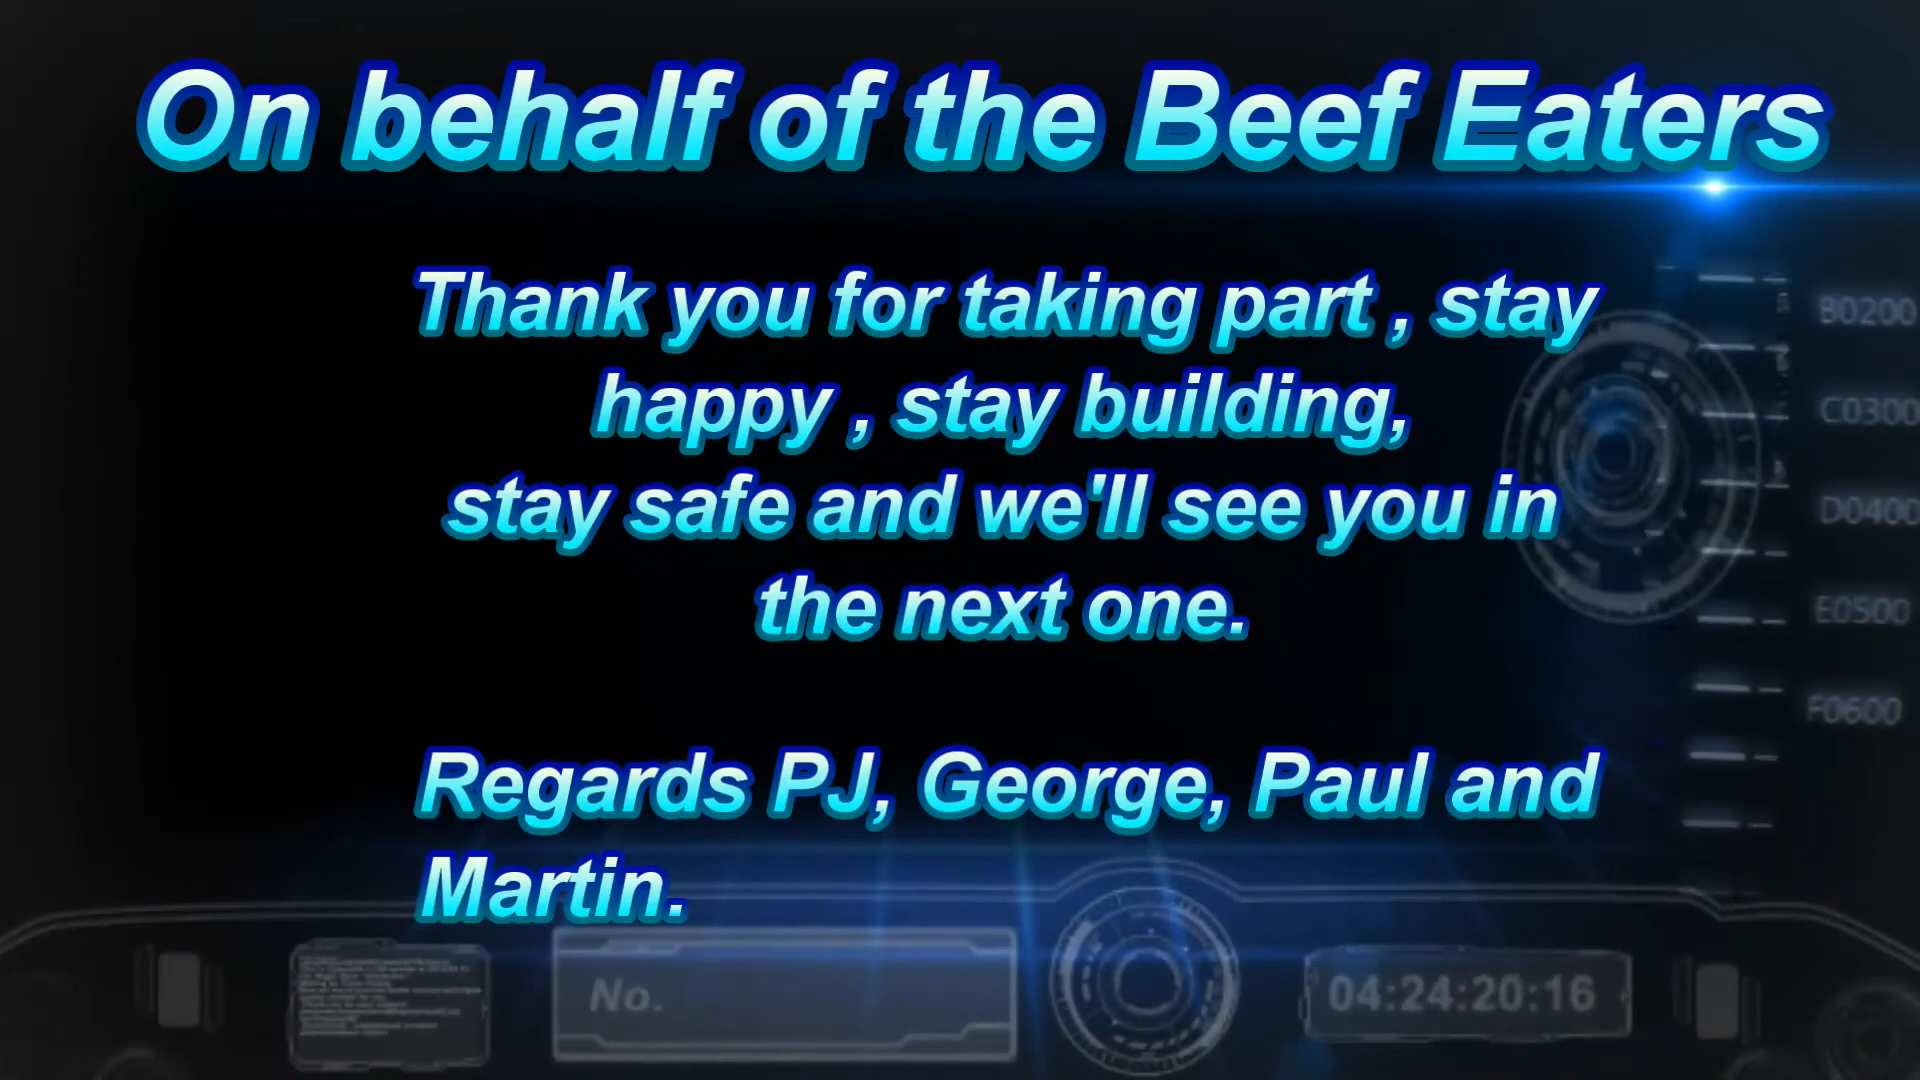 On behalf of the Beef Eaters
Thank you for taking part , stay
happy , stay building,
stay safe and we'll see you in
the next one.
Regards PJ, George, Paul and
Martin.
B0200
C0300
D0400
E0500
F0600
No.
04:24:20:16